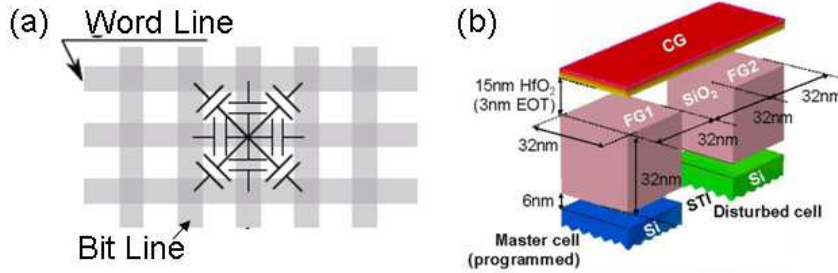 (a)
Word Line
Bit Line
(b)
CG
15nm HfO₂
(3nm EOT)
FG1
SiO₂
FG2
32nm
32nm
32nm
32nm
32nm
6nm
Si
STI
Si
Disturbed cell
Master cell
(programmed)